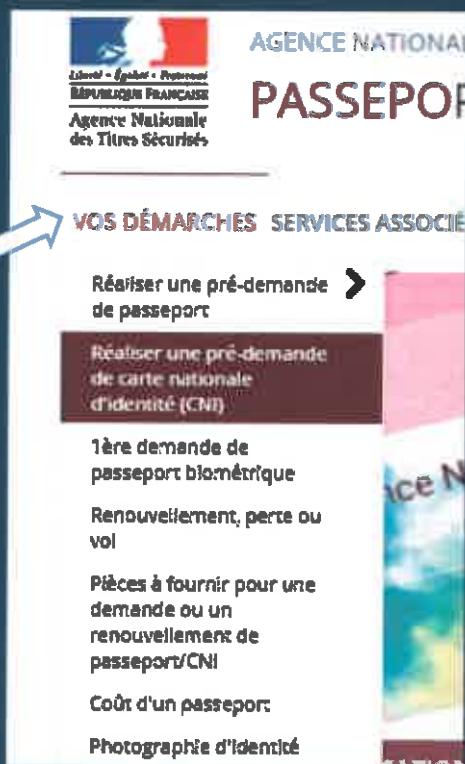 AGENCE NATIONAL
PASSEPOR
Liberté • Égalité • Fraternité
RÉPUBLIQUE FRANÇAISE
Agence Nationale
des Titres Sécurisés
VOS DÉMARCHES SERVICES ASSOCIÉ
Réaliser une pré-demande
de passeport
Réaliser une pré-demande
de carte nationale
d'identité (CNI)
1ère demande de
passeport biométrique
Renouvellement, perte ou
vol
Pièces à fournir pour une
demande ou un
renouvellement de
passeport/CNI
Coût d'un passeport
Photographie d'identité
ice N